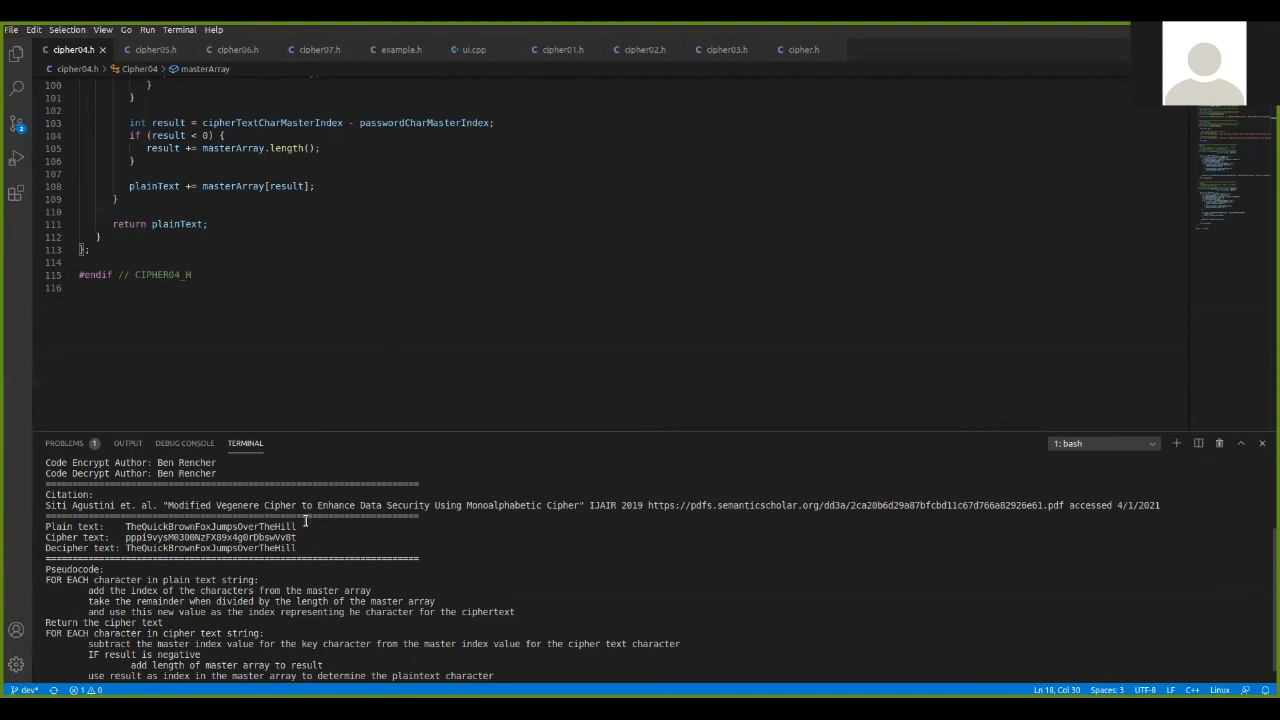 File Edit Selection View Go Run Terminal Help
cipher04.h cipher05.h cipher06.h cipher07.h example.h ui.cpp cipher01.h cipher02.h cipher03.h cipher.h
cipher04.h > Cipher04 > masterArray
100 }
101 }
102
103 int result = cipherTextCharMasterIndex - passwordCharMasterIndex;
104 if (result < 0) {
105 result += masterArray.length();
106 }
107
108 plainText += masterArray[result];
109 }
110
111 return plainText;
112 }
113 };
114
115 #endif // CIPHER04_H
116
PROBLEMS 1 OUTPUT DEBUG CONSOLE TERMINAL 1: bash
Code Encrypt Author: Ben Rencher
Code Decrypt Author: Ben Rencher
======================================================================
Citation:
Siti Agustini et. al. "Modified Vegenere Cipher to Enhance Data Security Using Monoalphabetic Cipher" IJAIR 2019 https://pdfs.semanticscholar.org/dd3a/2ca20b6d29a87bfcbd11c67d766a82926e61.pdf accessed 4/1/2021
======================================================================
Plain text: TheQuickBrownFoxJumpsOverTheHill
Cipher text: pppi9vysM0300NzFX89x4g0rDbswVv8t
Decipher text: TheQuickBrownFoxJumpsOverTheHill
======================================================================
Pseudocode:
FOR EACH character in plain text string:
add the index of the characters from the master array
take the remainder when divided by the length of the master array
and use this new value as the index representing he character for the ciphertext
Return the cipher text
FOR EACH character in cipher text string:
subtract the master index value for the key character from the master index value for the cipher text character
IF result is negative
add length of master array to result
use result as index in the master array to determine the plaintext character
2
dev* 1 0 Ln 18, Col 30 Spaces: 3 UTF-8 LF C++ Linux